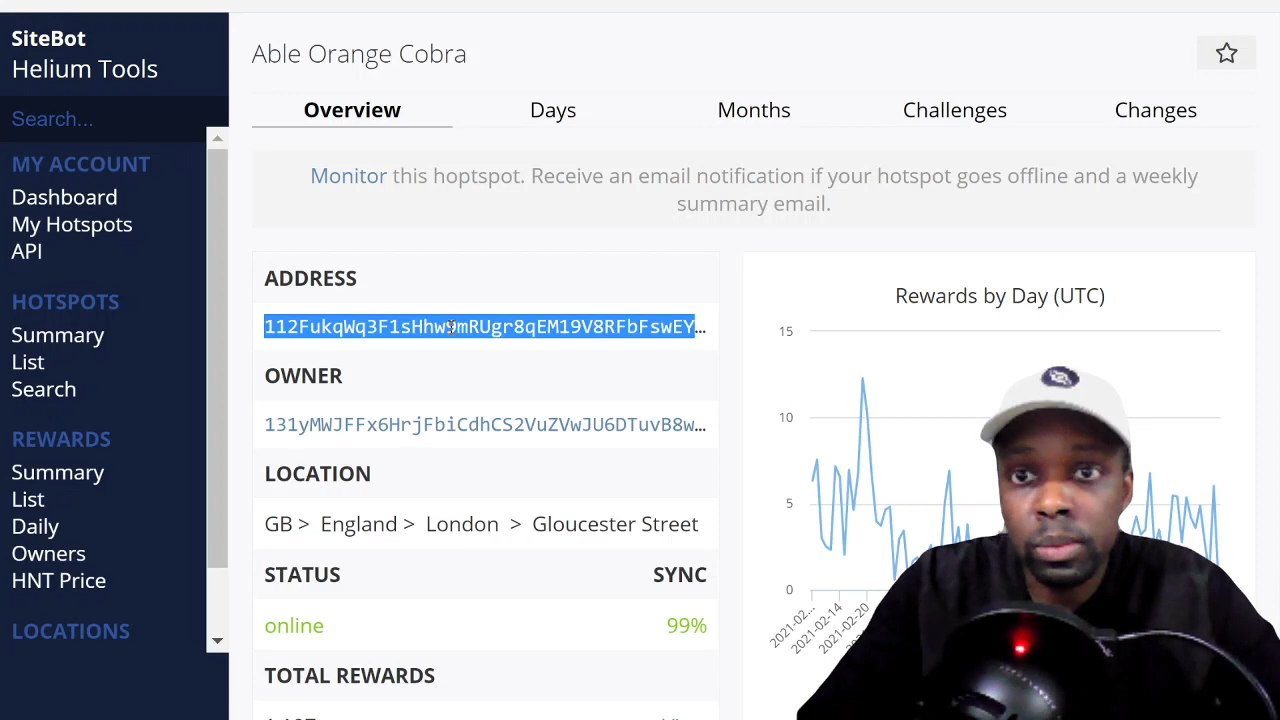 SiteBot
Helium Tools
Search...
MY ACCOUNT
Dashboard
My Hotspots
API
HOTSPOTS
Summary
List
Search
REWARDS
Summary
List
Daily
Owners
HNT Price
LOCATIONS
Able Orange Cobra
Overview Days Months Challenges Changes
Monitor this hoptspot. Receive an email notification if your hotspot goes offline and a weekly
summary email.
ADDRESS
112FukqWq3F1sHhw9mRUgr8qEM19V8RFbFswEY...
OWNER
131yMWJFFx6HrjFbiCdhCS2VuZVwJU6DTuvB8w...
LOCATION
GB > England > London > Gloucester Street
STATUS SYNC
online 99%
TOTAL REWARDS
Rewards by Day (UTC)
15
10
5
0
2021-02...
2021-02-14
2021-02-20